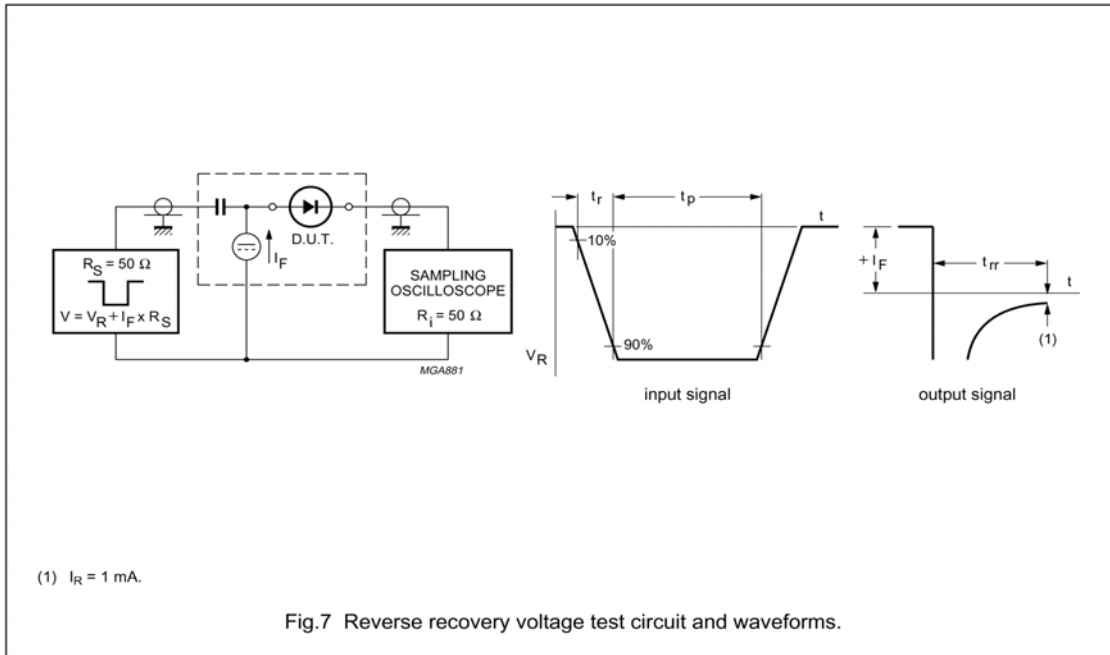 R_S = 50 Ω
V = V_R + I_F x R_S
D.U.T.
I_F
SAMPLING
OSCILLOSCOPE
R_i = 50 Ω
MGA881
t_r
t_p
t
10%
90%
V_R
input signal
+ I_F
t_rr
t
(1)
output signal
(1) I_R = 1 mA.
Fig.7 Reverse recovery voltage test circuit and waveforms.